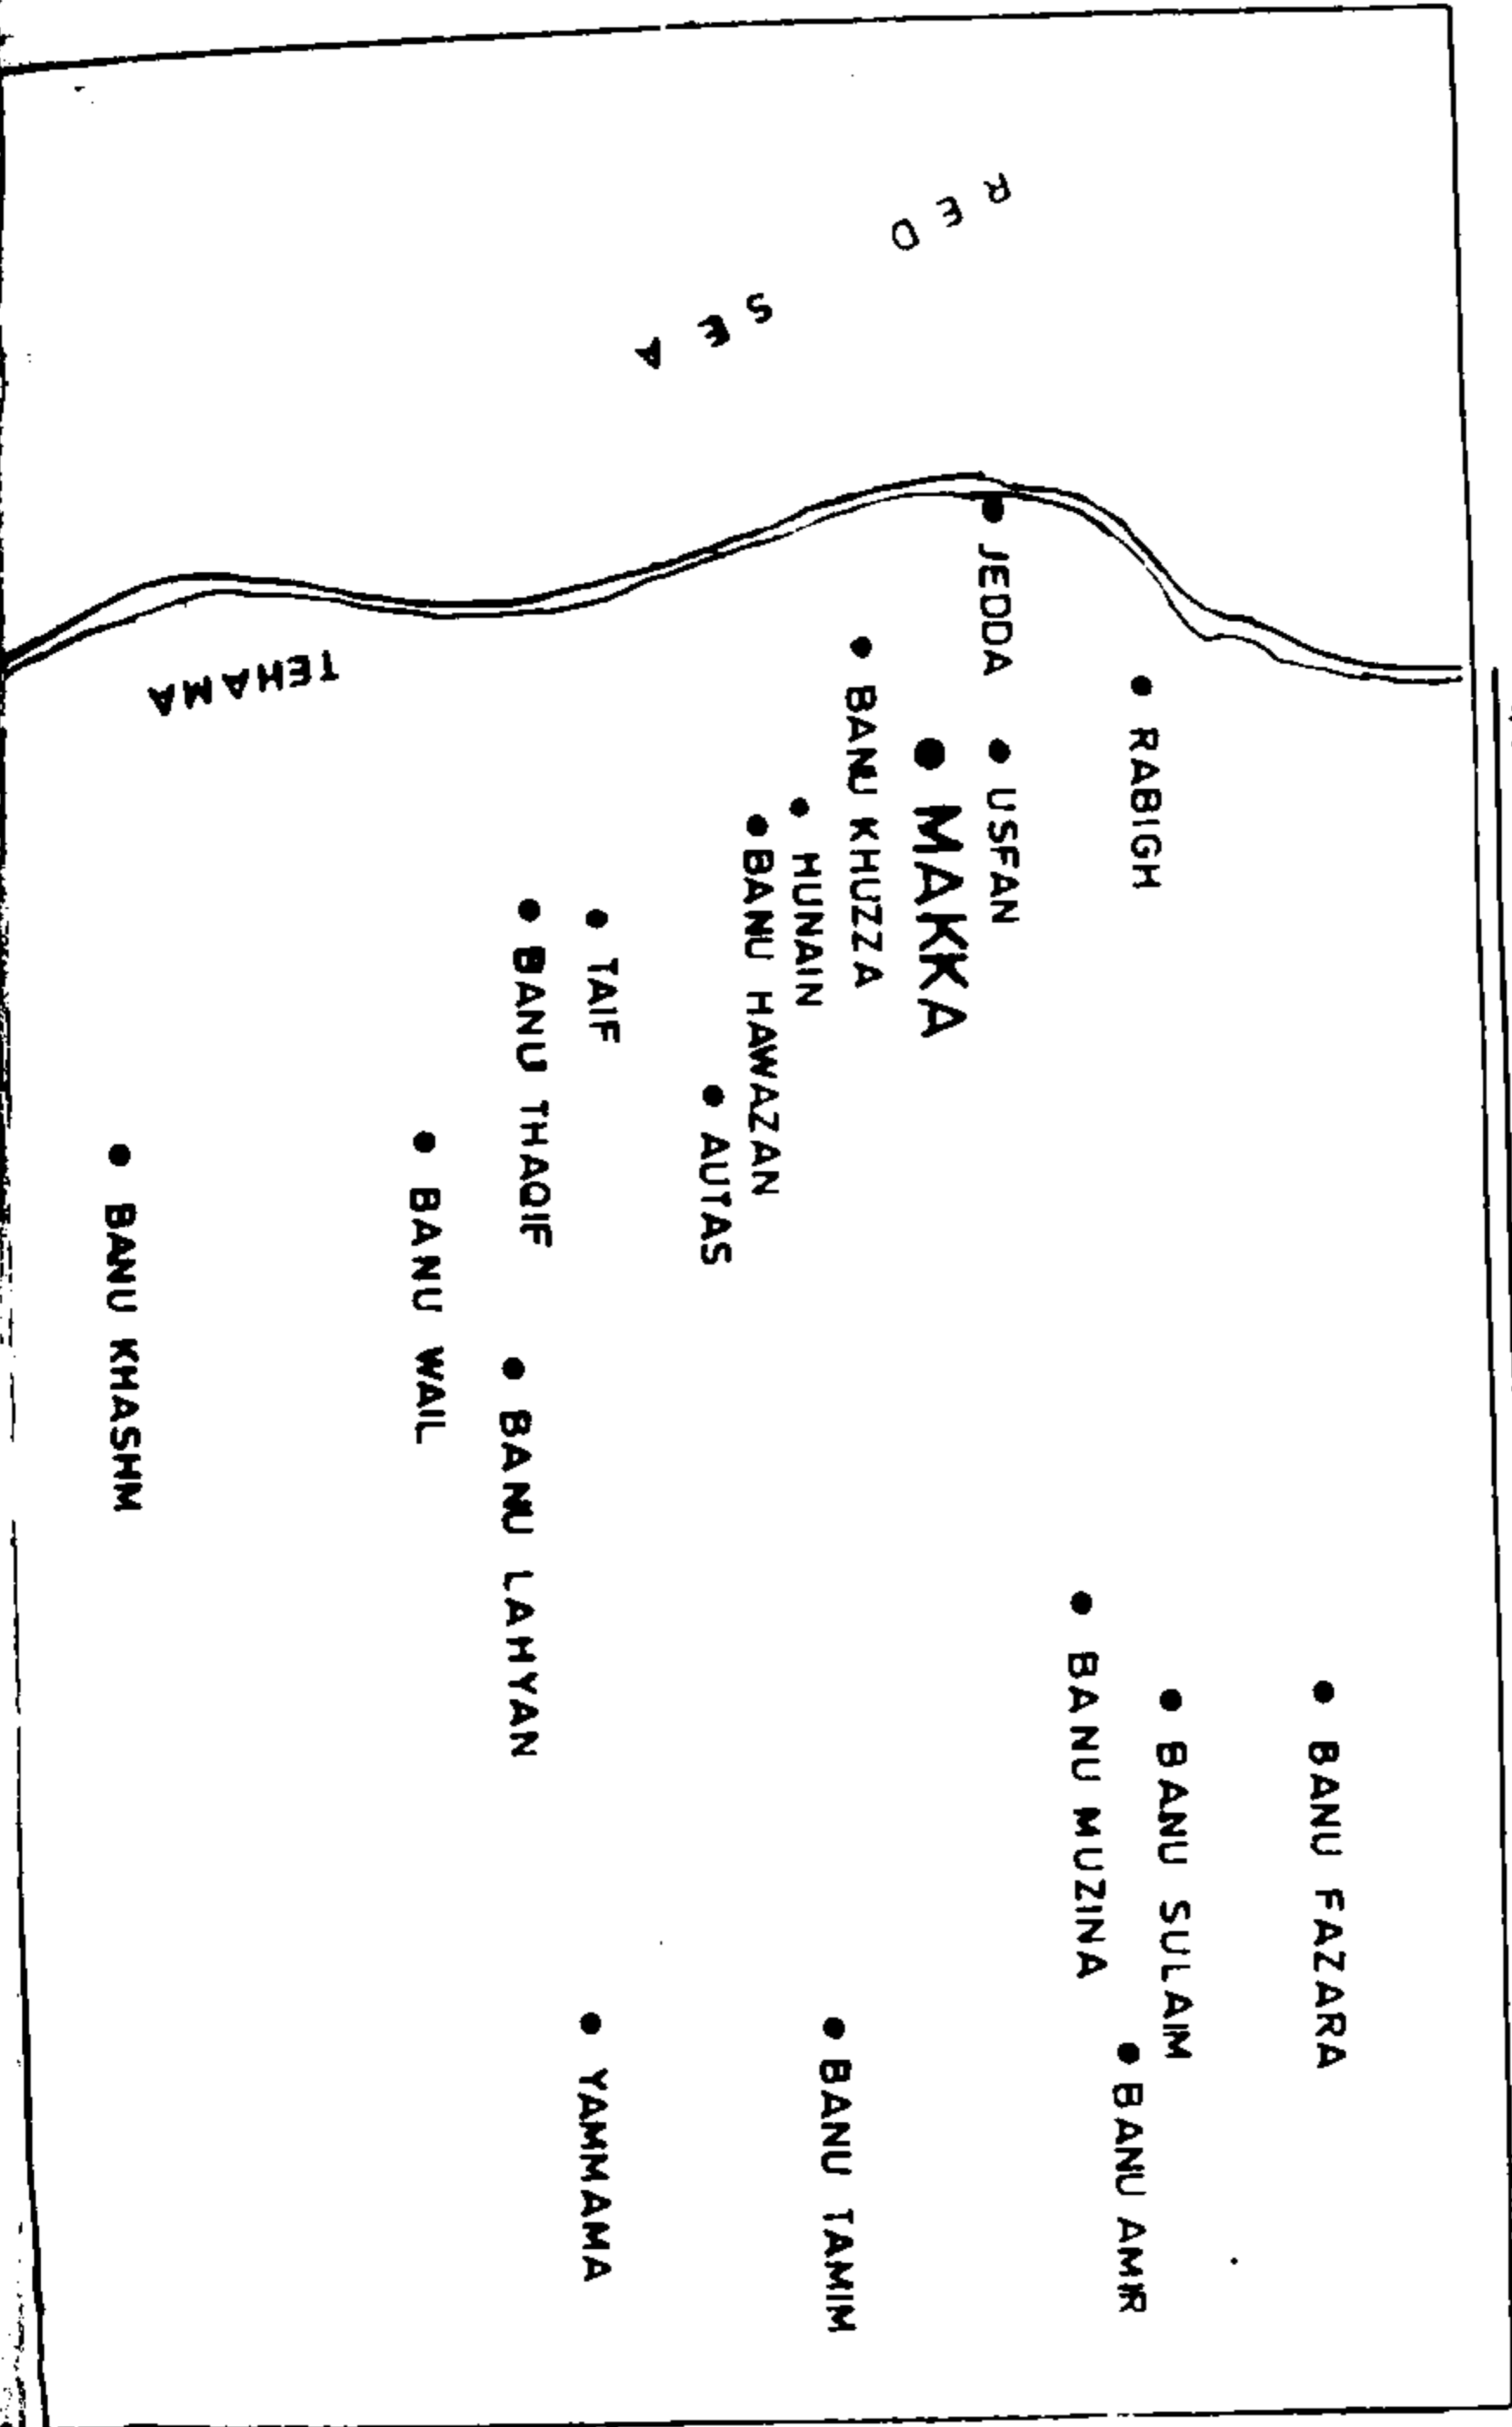 RED SEA
RABIGH
JEDDA
USFAN
MAKKA
BANU KHUZZA
HUNAIN
BANU HAWAZAN
AUTAS
TAIF
BANU THAQIF
TEHAMA
BANU WAIL
BANU LAHYAN
BANU KHASHM
BANU FAZARA
BANU SULAIM
BANU MUZINA
BANU AMIR
BANU TAMIM
YAMMAMA